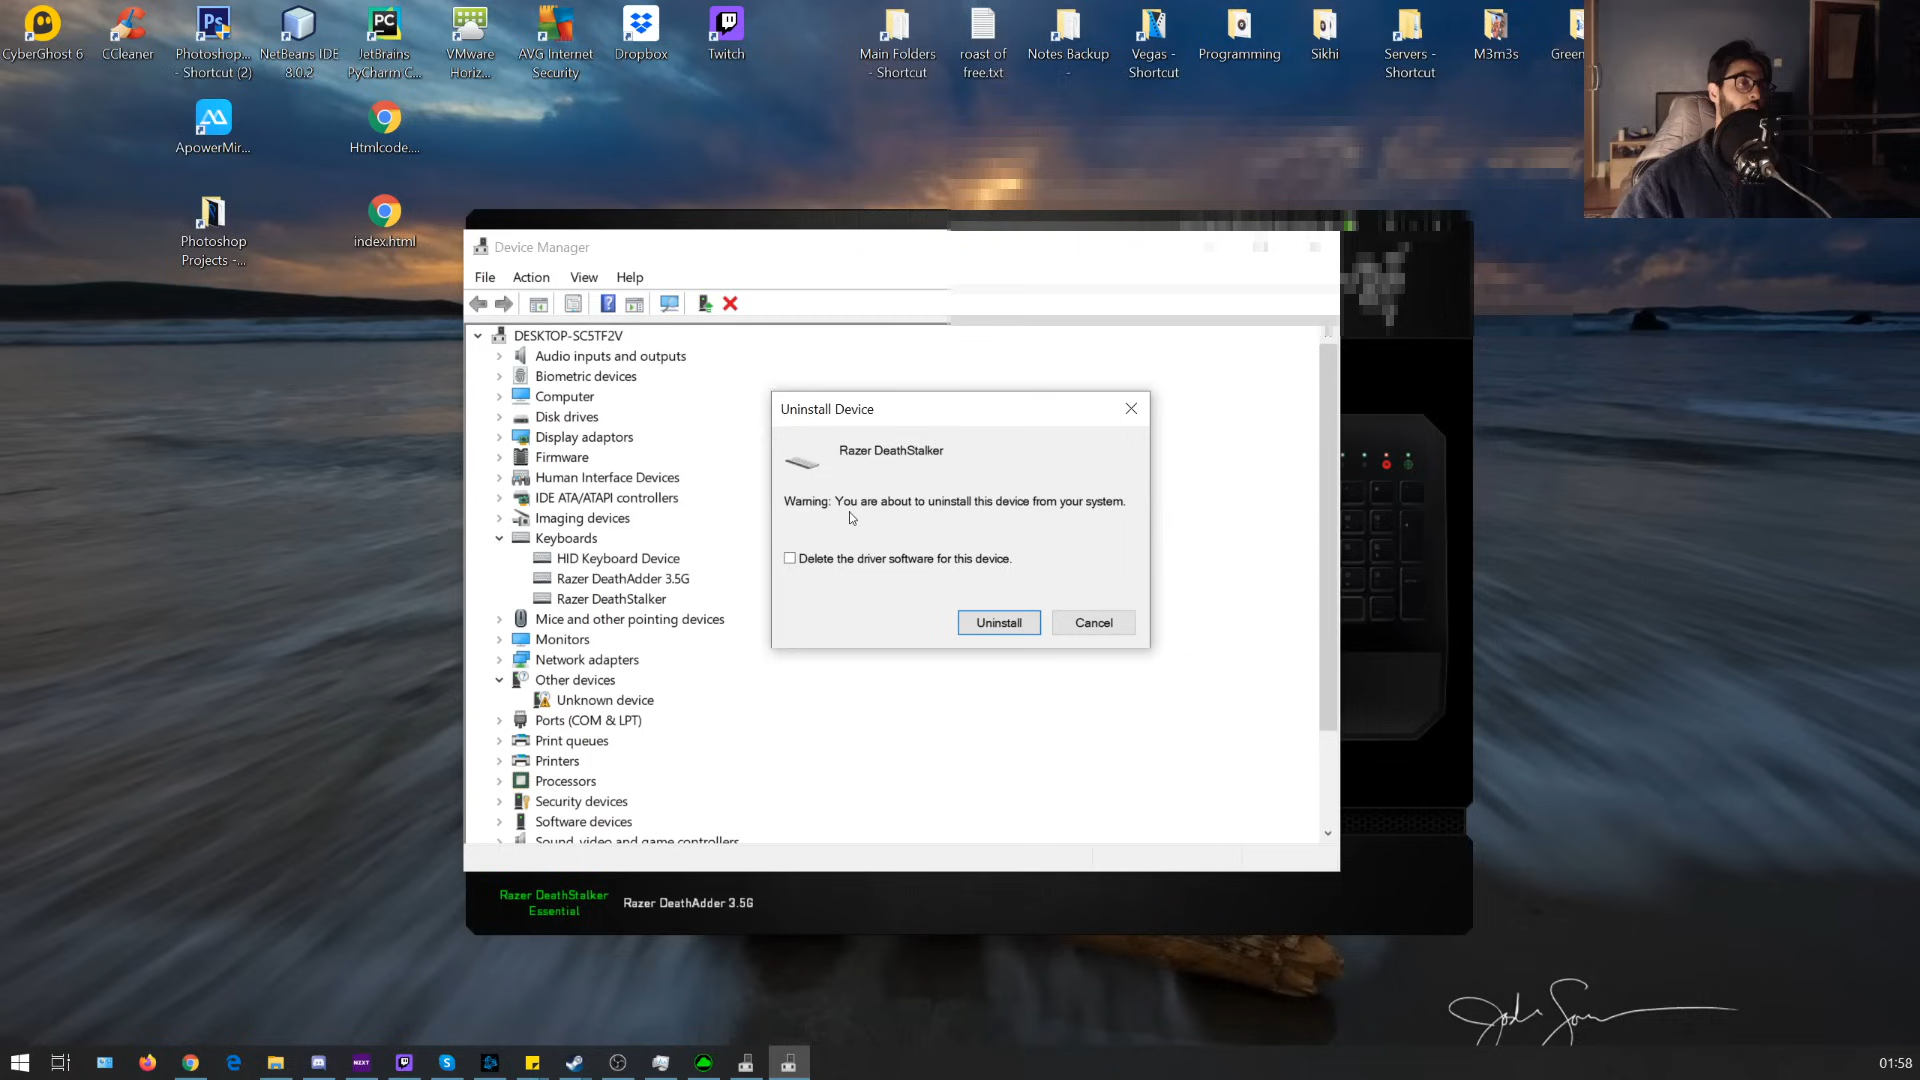 CyberGhost 6
CCleaner
Photoshop...
- Shortcut (2)
NetBeans IDE
8.0.2
JetBrains
PyCharm C...
VMware
Horiz...
AVG Internet
Security
Dropbox
Twitch
Main Folders
- Shortcut
roast of
free.txt
Notes Backup
-
Vegas -
Shortcut
Programming
Sikhi
Servers -
Shortcut
M3m3s
Green
ApowerMir...
Htmlcode....
Photoshop
Projects -...
index.html
Device Manager
File Action View Help
DESKTOP-SC5TF2V
Audio inputs and outputs
Biometric devices
Computer
Disk drives
Display adaptors
Firmware
Human Interface Devices
IDE ATA/ATAPI controllers
Imaging devices
Keyboards
HID Keyboard Device
Razer DeathAdder 3.5G
Razer DeathStalker
Mice and other pointing devices
Monitors
Network adapters
Other devices
Unknown device
Ports (COM & LPT)
Print queues
Printers
Processors
Security devices
Software devices
Sound, video and game controllers
Uninstall Device
Razer DeathStalker
Warning: You are about to uninstall this device from your system.
Delete the driver software for this device.
Uninstall Cancel
Razer DeathStalker
Essential
Razer DeathAdder 3.5G
01:58